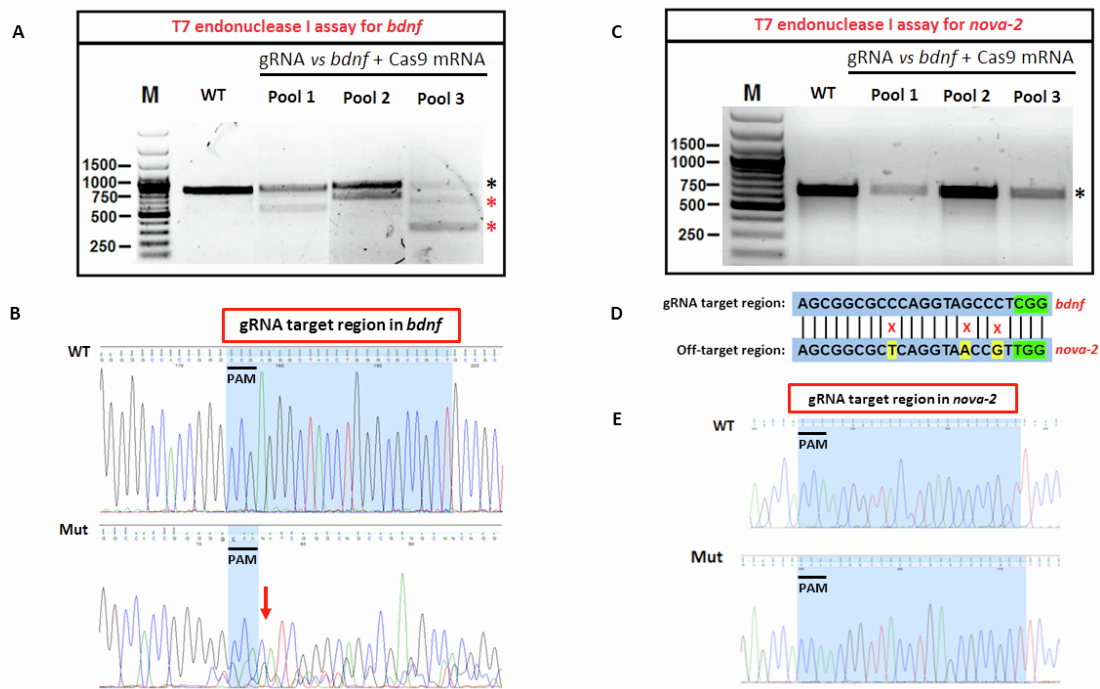 A
T7 endonuclease I assay for bdnf
gRNA vs bdnf + Cas9 mRNA
M WT Pool 1 Pool 2 Pool 3
1500
1000
750
500
250
*
*
*
B
gRNA target region in bdnf
WT
170 180 200
PAM
Mut
PAM
C
T7 endonuclease I assay for nova-2
gRNA vs bdnf + Cas9 mRNA
M WT Pool 1 Pool 2 Pool 3
1500
1000
750
500
250
*
D
gRNA target region: AGCGGCGCCCAGGTAGCCCTCGG bdnf
X X X
Off-target region: AGCGGCGCTCAGGTAACCGTTGG nova-2
E
gRNA target region in nova-2
WT
PAM
Mut
PAM